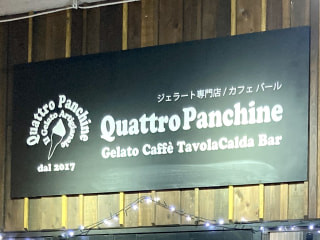 Quattro Panchine
Il Gelato Artigianale
dal 2017
ジェラート専門店/カフェ バール
Quattro Panchine
Gelato Caffè TavolaCalda Bar